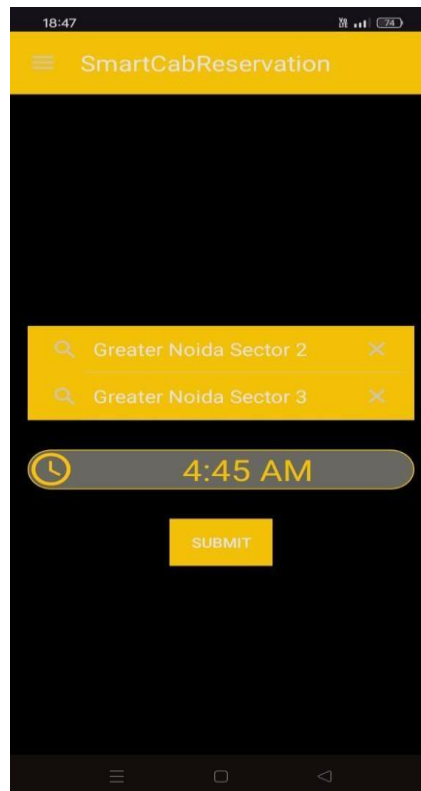 18:47
74
SmartCabReservation
Greater Noida Sector 2
Greater Noida Sector 3
4:45 AM
SUBMIT